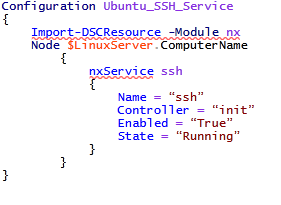 Configuration Ubuntu_SSH_Service
{
Import-DSCResource -Module nx
Node $LinuxServer.ComputerName
{
nxService ssh
{
Name = “ssh”
Controller = “init”
Enabled = “True”
State = “Running”
}
}
}